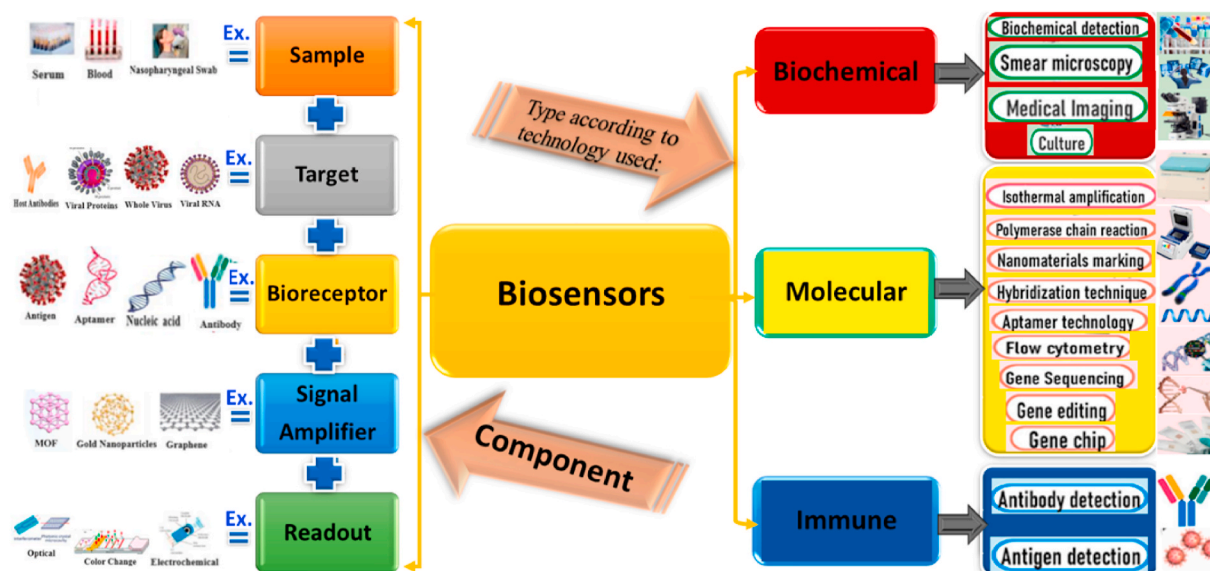 Ex.
=
Sample
Serum
Blood
Nasopharyngeal Swab
Ex.
=
Target
Host Antibodies
Viral Proteins
Whole Virus
Viral RNA
Ex.
=
Bioreceptor
Antigen
Aptamer
Nucleic acid
Antibody
Ex.
=
Signal
Amplifier
MOF
Gold Nanoparticles
Graphene
Ex.
=
Readout
Optical
Color Change
Electrochemical
Biosensors
Component
Type according to
technology used:
Biochemical
Biochemical detection
Smear microscopy
Medical Imaging
Culture
Molecular
Isothermal amplification
Polymerase chain reaction
Nanomaterials marking
Hybridization technique
Aptamer technology
Flow cytometry
Gene Sequencing
Gene editing
Gene chip
Immune
Antibody detection
Antigen detection